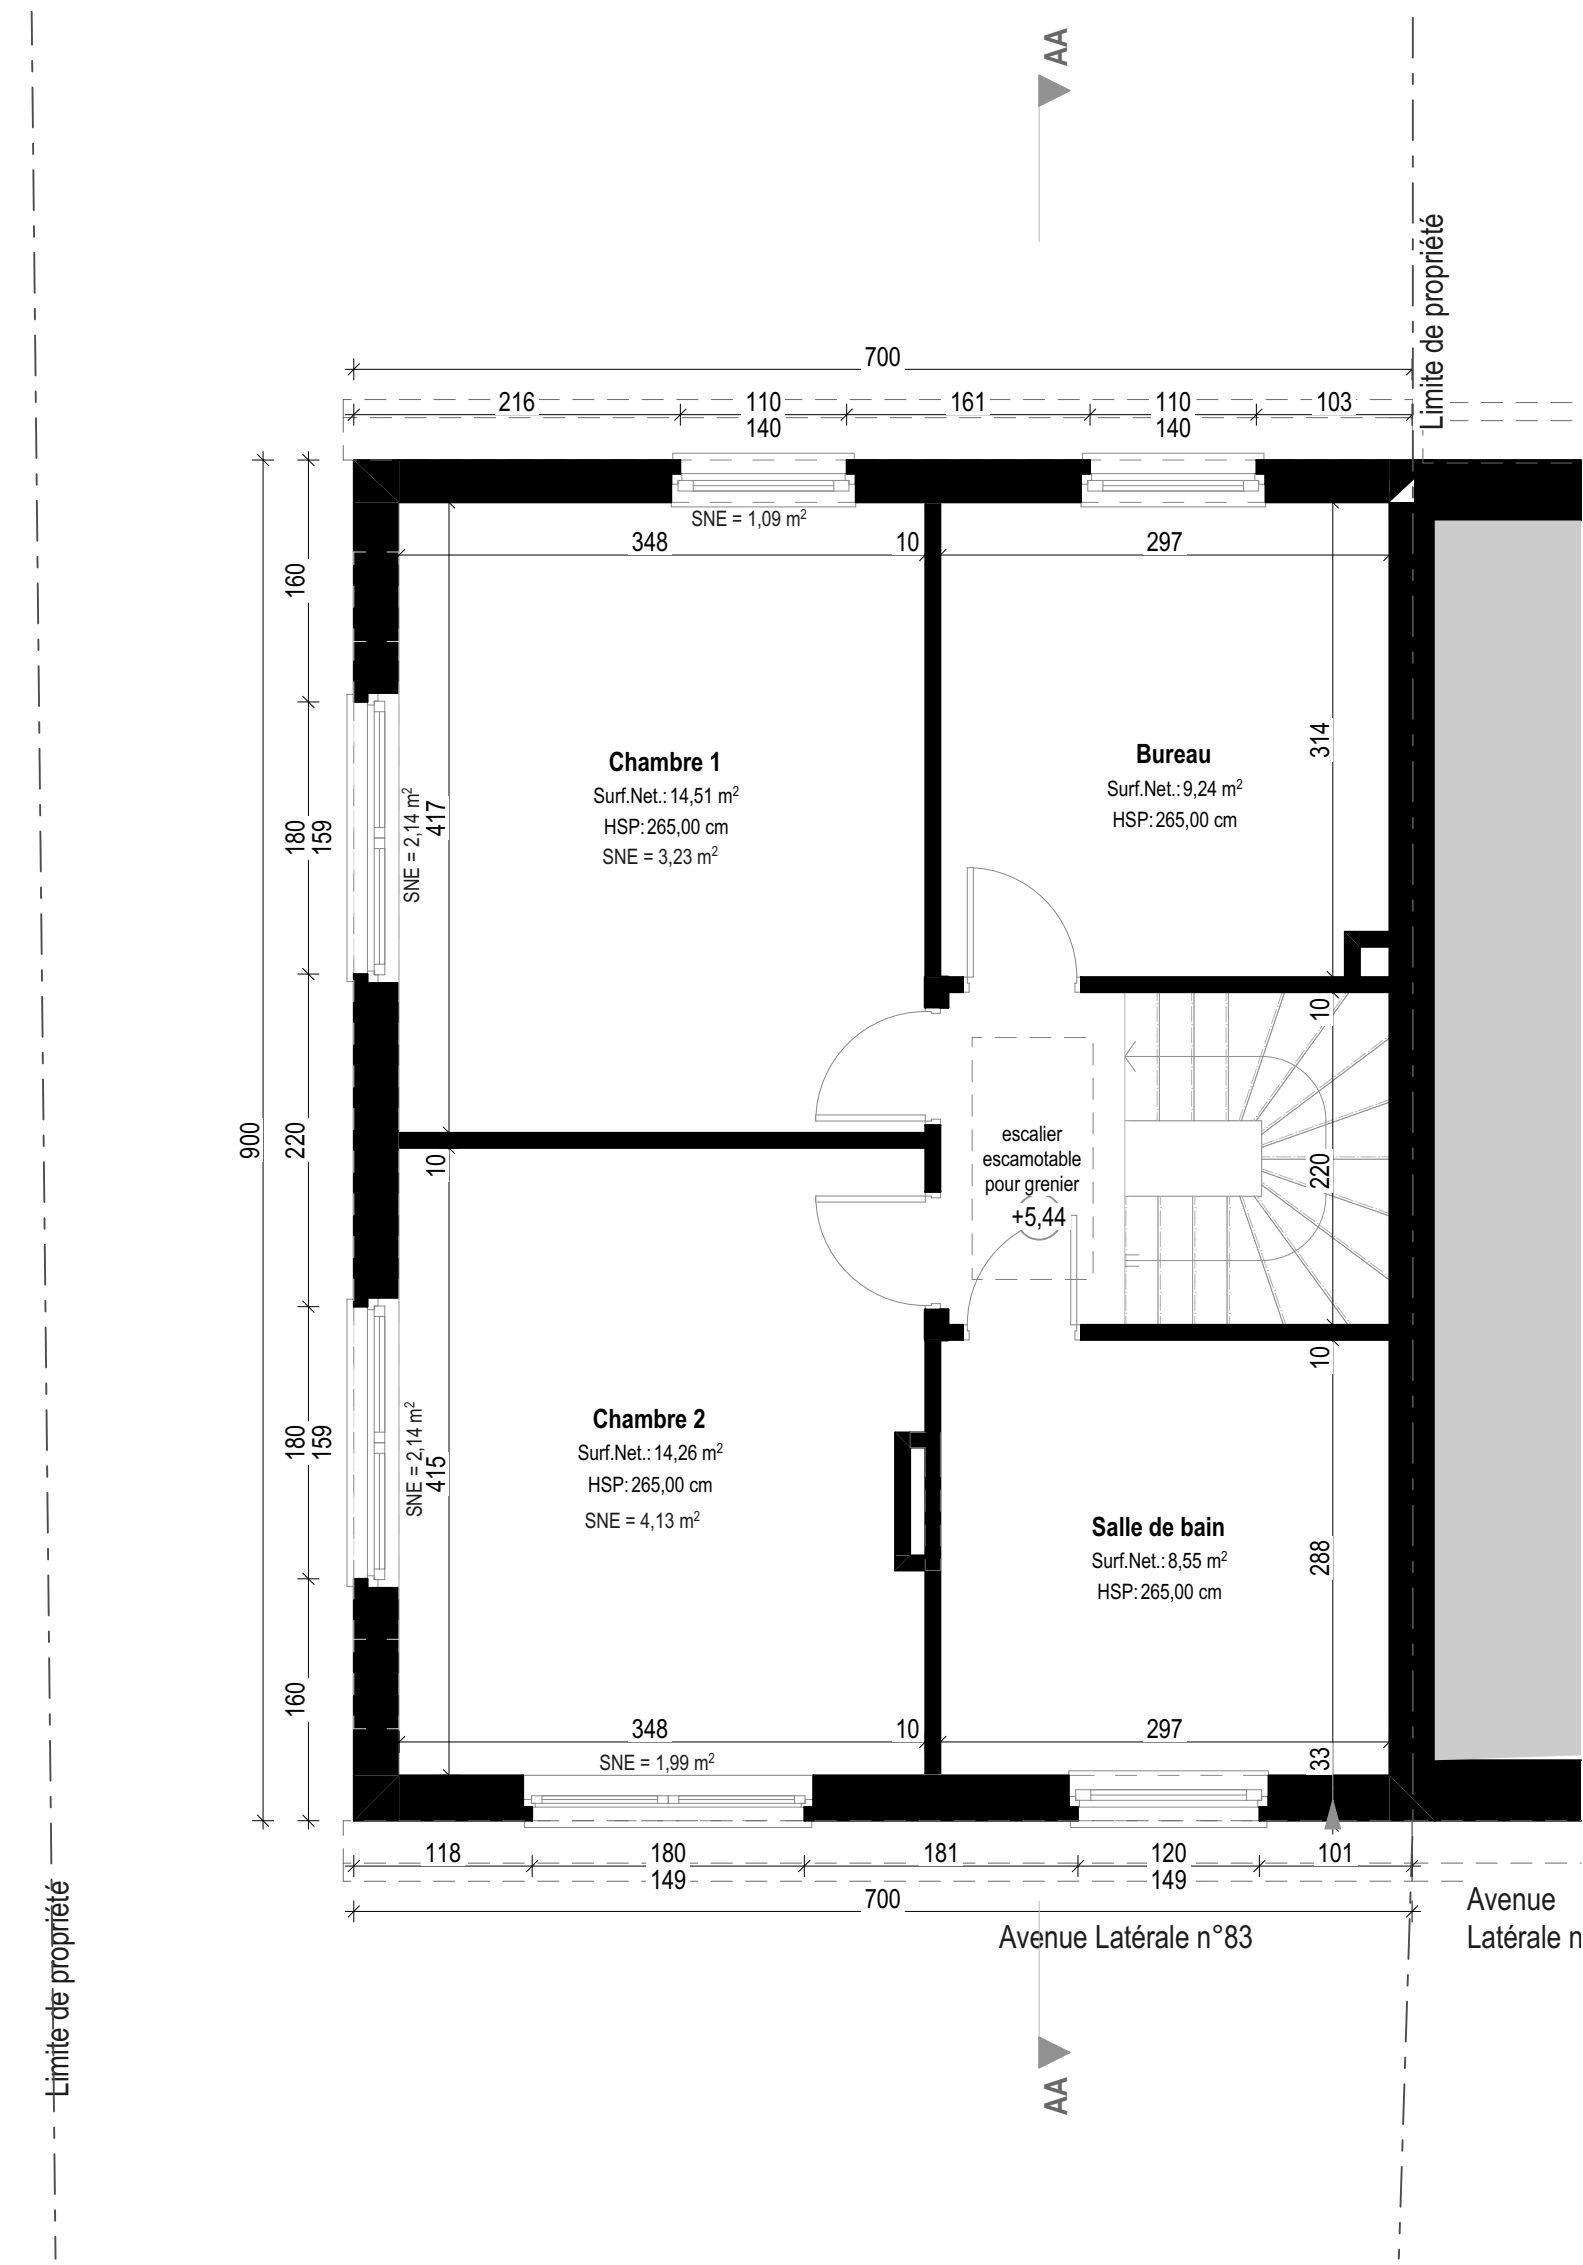 AA
Limite de propriété
700
216
110
161
110
103
140
140
SNE = 1,09 m²
348
10
297
160
Chambre 1
Surf.Net.: 14,51 m²
HSP: 265,00 cm
SNE = 3,23 m²
Bureau
Surf.Net.: 9,24 m²
HSP: 265,00 cm
314
180
159
SNE = 2,14 m²
417
10
900
220
10
escalier
escamotable
pour grenier
+5,44
220
10
180
159
SNE = 2,14 m²
415
Chambre 2
Surf.Net.: 14,26 m²
HSP: 265,00 cm
SNE = 4,13 m²
Salle de bain
Surf.Net.: 8,55 m²
HSP: 265,00 cm
288
160
348
10
297
SNE = 1,99 m²
33
118
180
181
120
101
149
149
700
Avenue Latérale n°83
Avenue
Latérale n
Limite de propriété
AA